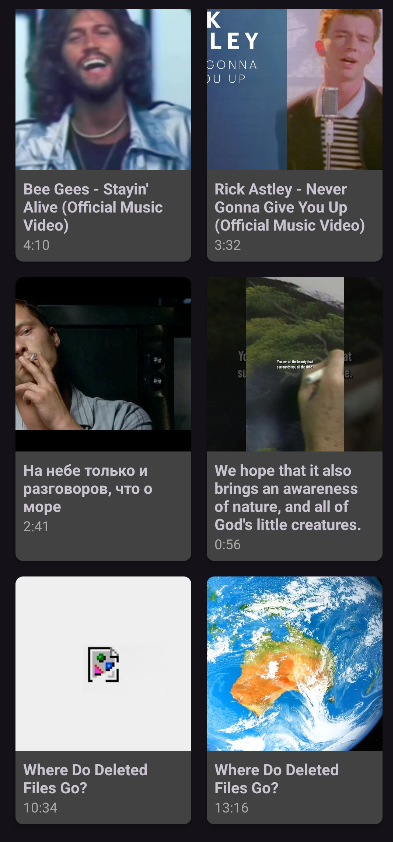 K
LEY
GONNA
OU UP
Bee Gees - Stayin'
Alive (Official Music
Video)
4:10
Rick Astley - Never
Gonna Give You Up
(Official Music Video)
3:32
На небе только и
разговоров, что о
море
2:41
We hope that it also
brings an awareness
of nature, and all of
God's little creatures.
0:56
Where Do Deleted
Files Go?
10:34
Where Do Deleted
Files Go?
13:16